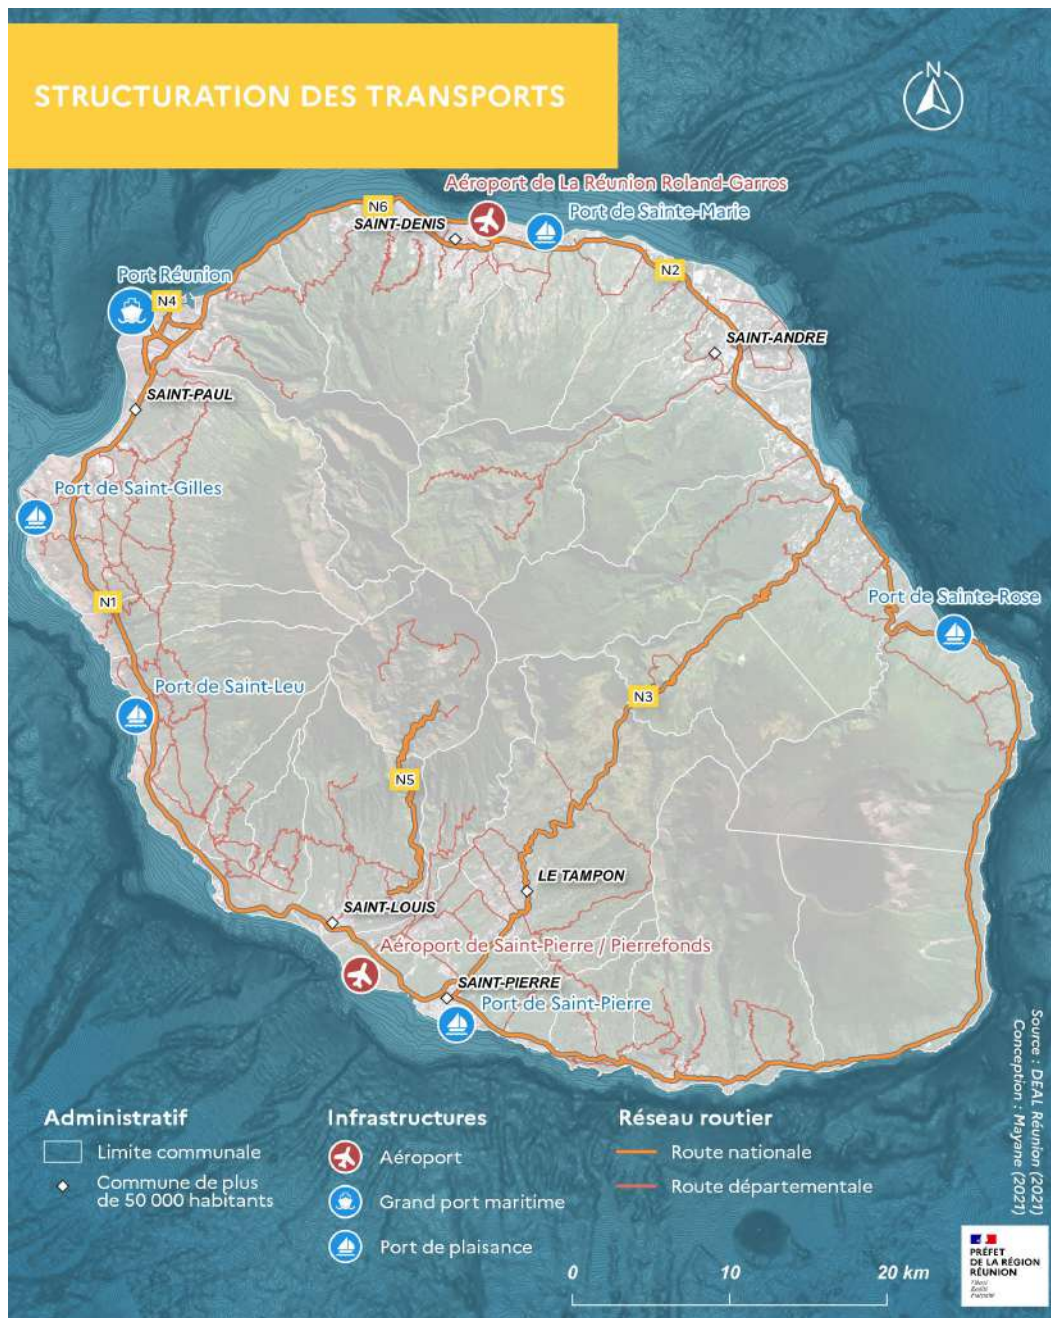 STRUCTURATION DES TRANSPORTS
N
Aéroport de La Réunion Roland-Garros
N6
Port de Sainte-Marie
SAINT-DENIS
N2
Port Réunion
N4
SAINT-ANDRE
SAINT-PAUL
Port de Saint-Gilles
N1
Port de Sainte-Rose
Port de Saint-Leu
N3
N5
LE TAMPON
SAINT-LOUIS
Aéroport de Saint-Pierre / Pierrefonds
SAINT-PIERRE
Port de Saint-Pierre
Source : DEAL Réunion (2021)
Conception : Mayane (2021)
Administratif
Limite communale
Commune de plus
de 50 000 habitants
Infrastructures
Aéroport
Grand port maritime
Port de plaisance
Réseau routier
Route nationale
Route départementale
0 10 20 km
PRÉFET
DE LA RÉGION
RÉUNION
Liberté
Égalité
Fraternité